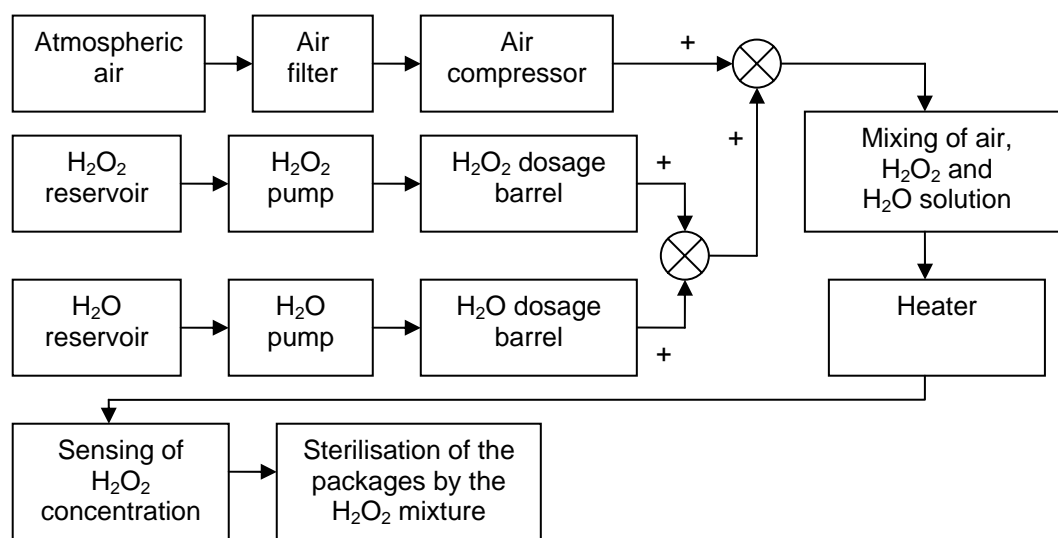 Atmospheric
air
Air
filter
Air
compressor
+
+
Mixing of air,
H₂O₂ and
H₂O solution
H₂O₂
reservoir
H₂O₂
pump
H₂O₂ dosage
barrel
+
H₂O
reservoir
H₂O
pump
H₂O dosage
barrel
+
Heater
Sensing of
H₂O₂
concentration
Sterilisation of the
packages by the
H₂O₂ mixture